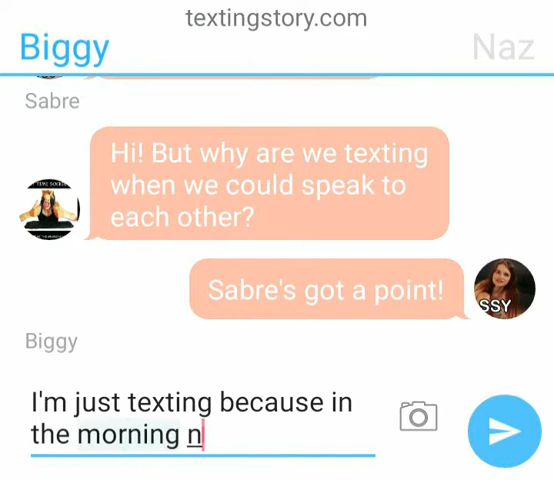 textingstory.com
Biggy
Naz
Sabre
Hi! But why are we texting
when we could speak to
each other?
Sabre's got a point!
SSY
Biggy
I'm just texting because in
the morning n